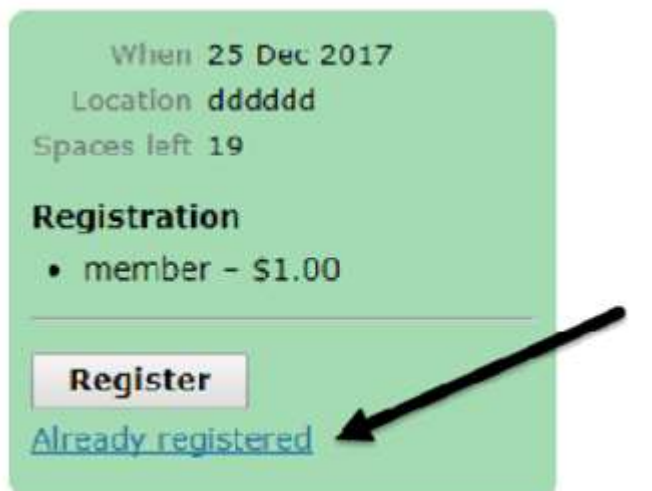 When 25 Dec 2017
Location dddddd
Spaces left 19
Registration
• member – $1.00
Register
Already registered